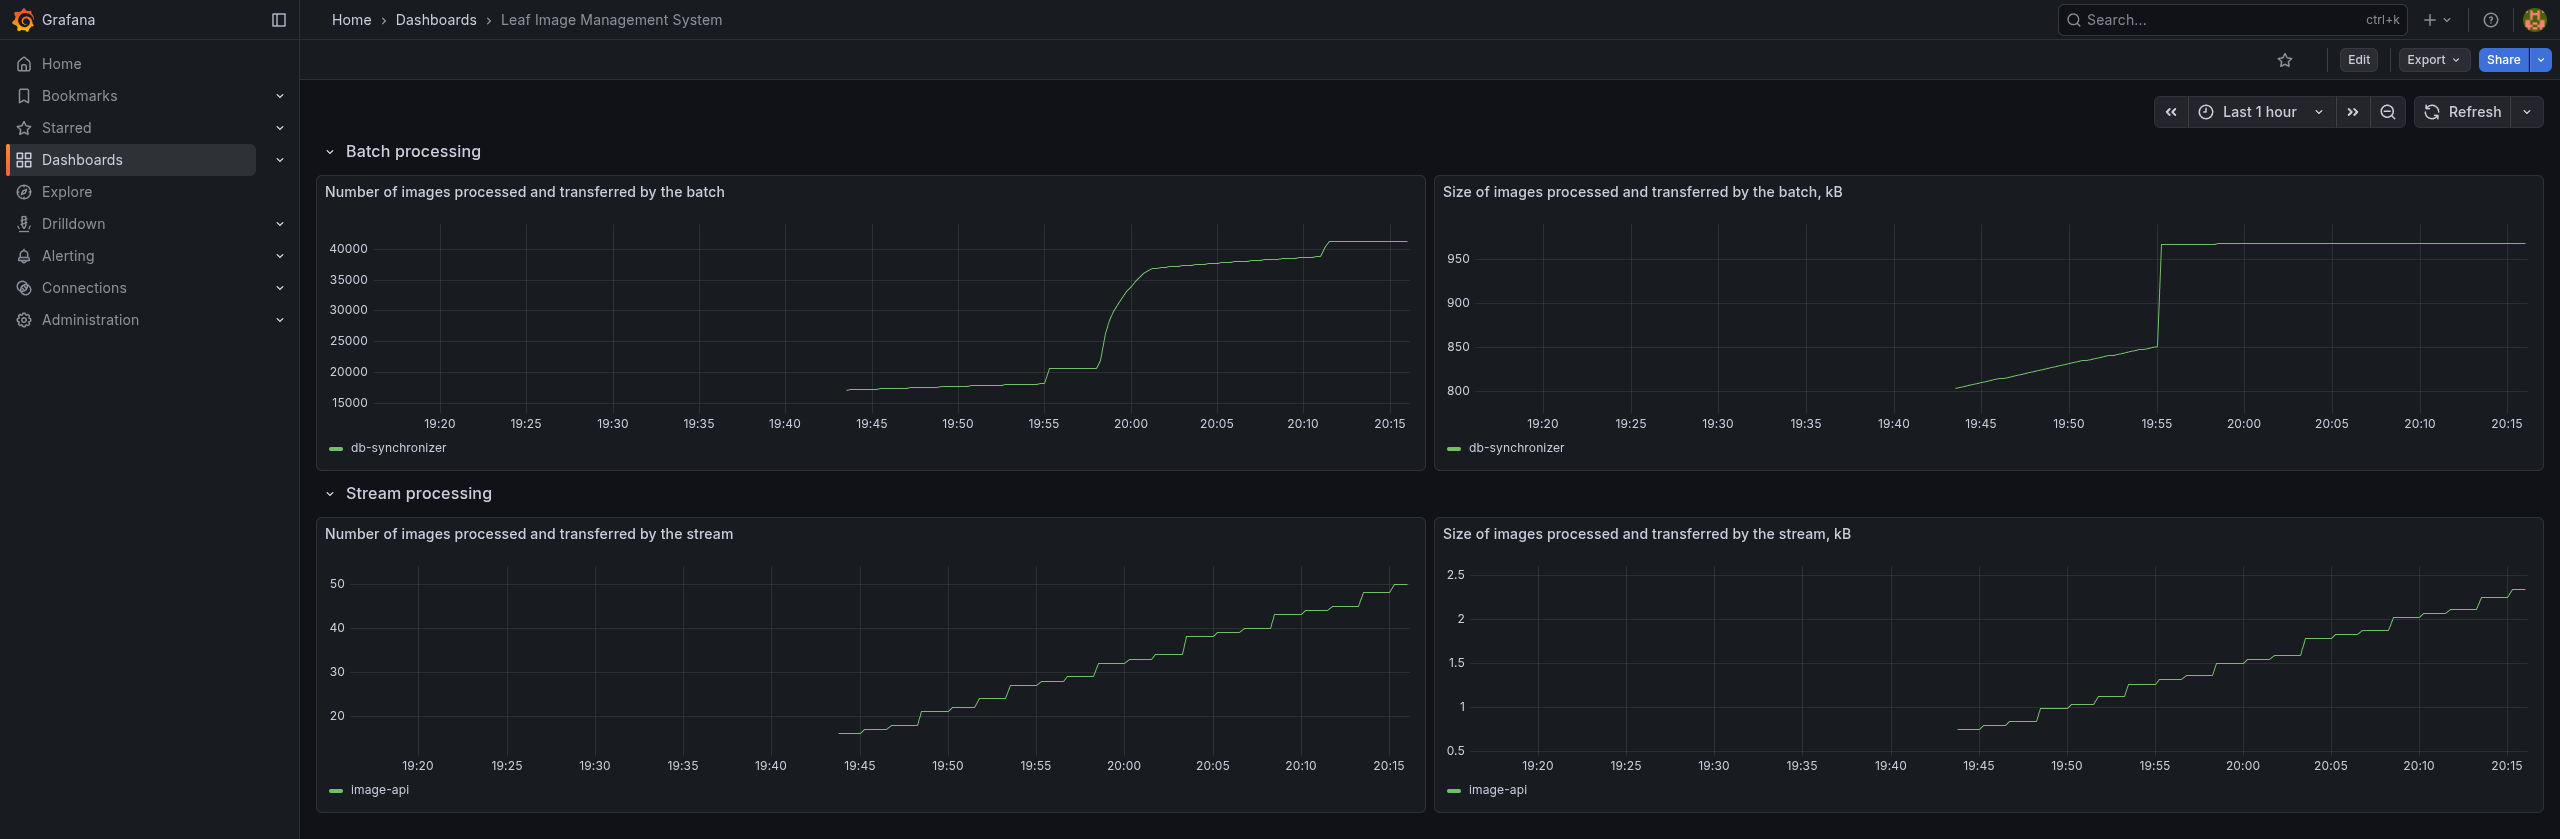 Grafana
Home › Dashboards › Leaf Image Management System
Search...
ctrl+k
Home
Bookmarks
Starred
Dashboards
Explore
Drilldown
Alerting
Connections
Administration
Edit
Export
Share
Last 1 hour
Refresh
Batch processing
Number of images processed and transferred by the batch
40000
35000
30000
25000
20000
15000
19:20 19:25 19:30 19:35 19:40 19:45 19:50 19:55 20:00 20:05 20:10 20:15
db-synchronizer
Size of images processed and transferred by the batch, kB
950
900
850
800
19:20 19:25 19:30 19:35 19:40 19:45 19:50 19:55 20:00 20:05 20:10 20:15
db-synchronizer
Stream processing
Number of images processed and transferred by the stream
50
40
30
20
19:20 19:25 19:30 19:35 19:40 19:45 19:50 19:55 20:00 20:05 20:10 20:15
image-api
Size of images processed and transferred by the stream, kB
2.5
2
1.5
1
0.5
19:20 19:25 19:30 19:35 19:40 19:45 19:50 19:55 20:00 20:05 20:10 20:15
image-api